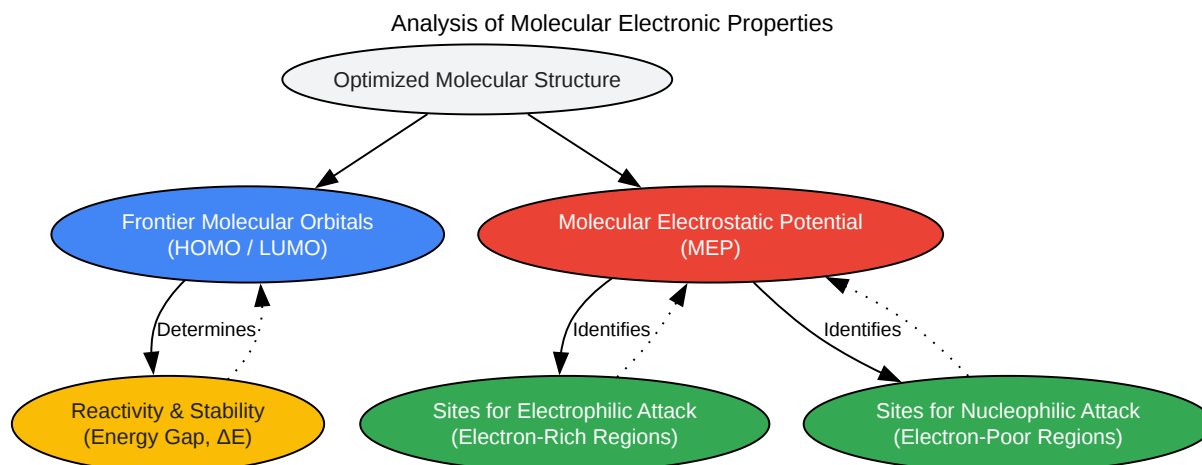 Analysis of Molecular Electronic Properties
Optimized Molecular Structure
Frontier Molecular Orbitals
(HOMO / LUMO)
Molecular Electrostatic Potential
(MEP)
Determines
Identifies
Identifies
Reactivity & Stability
(Energy Gap, ΔE)
Sites for Electrophilic Attack
(Electron-Rich Regions)
Sites for Nucleophilic Attack
(Electron-Poor Regions)